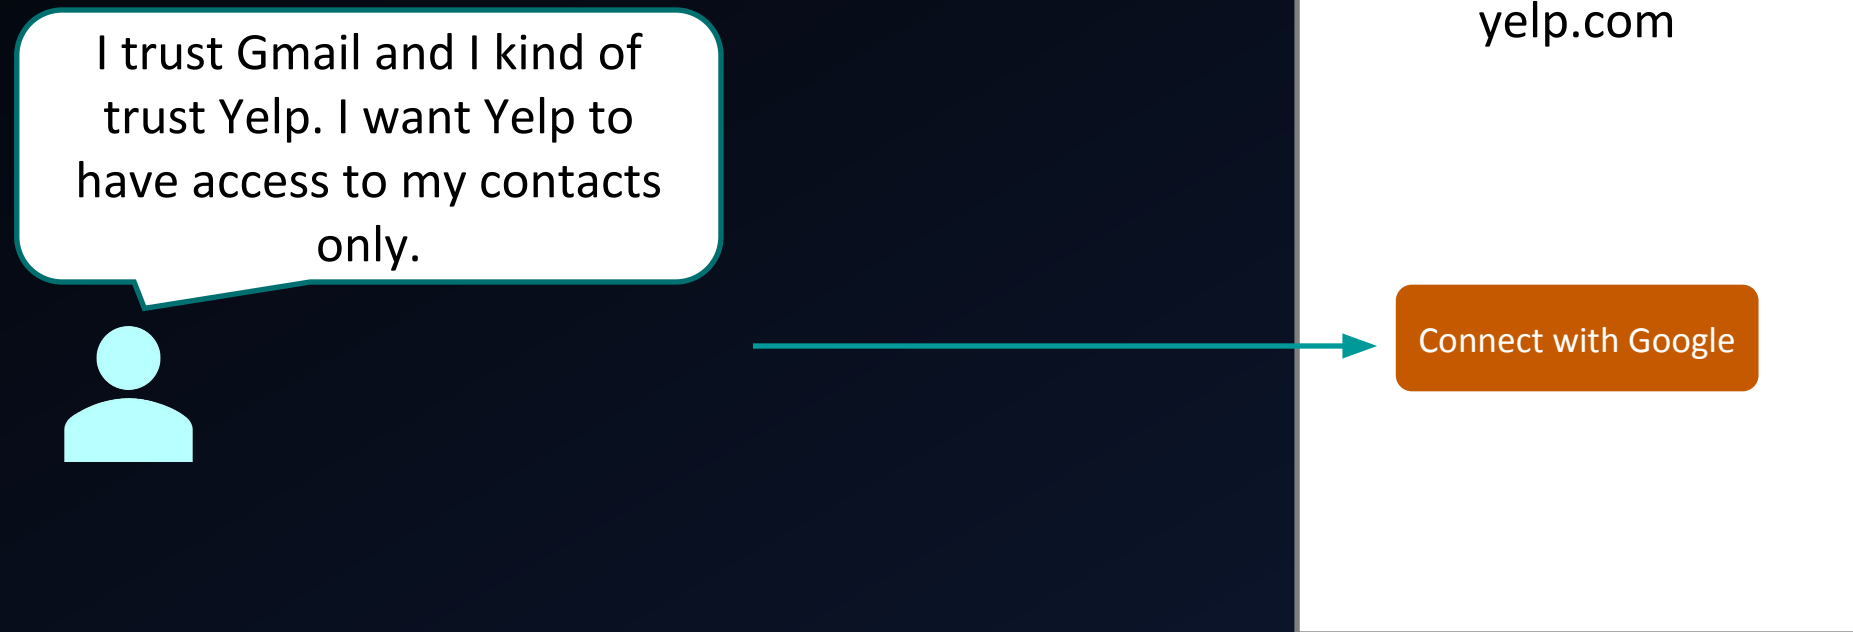 I trust Gmail and I kind of
trust Yelp. I want Yelp to
have access to my contacts
only.
yelp.com
Connect with Google